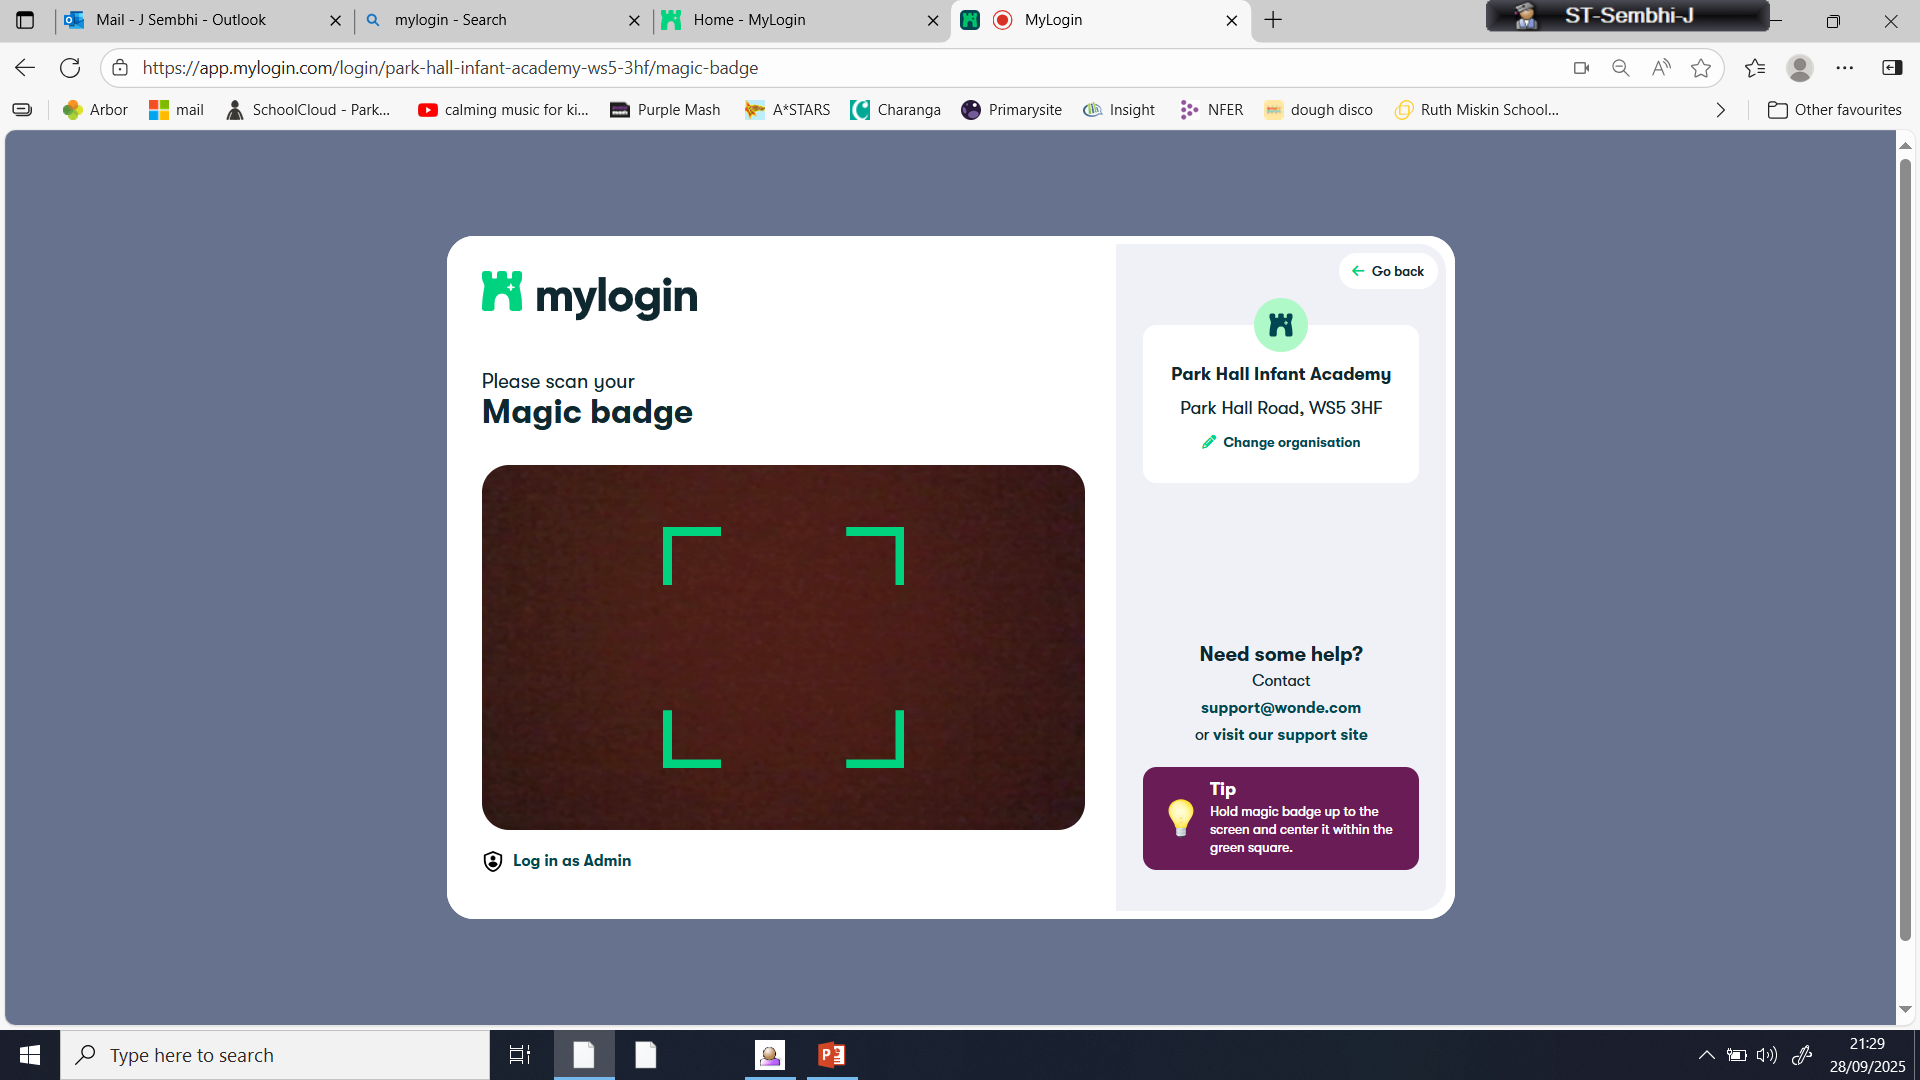 Mail - J Sembhi - Outlook
mylogin - Search
Home - MyLogin
MyLogin
ST-Sembhi-J
https://app.mylogin.com/login/park-hall-infant-academy-ws5-3hf/magic-badge
Arbor
mail
SchoolCloud - Park...
calming music for ki...
Purple Mash
A*STARS
Charanga
Primarysite
Insight
NFER
dough disco
Ruth Miskin School...
Other favourites
mylogin
Please scan your
Magic badge
Log in as Admin
Go back
Park Hall Infant Academy
Park Hall Road, WS5 3HF
Change organisation
Need some help?
Contact
support@wonde.com
or visit our support site
Tip
Hold magic badge up to the
screen and center it within the
green square.
Type here to search
21:29
28/09/2025